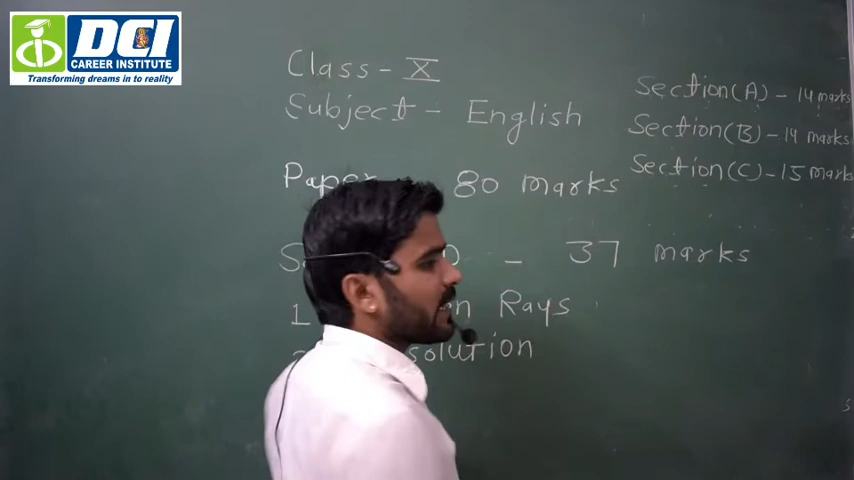 DCI
CAREER INSTITUTE
Transforming dreams in to reality
Class - X
Subject - English
Paper 80 marks
- 37 marks
1 Rays
solution
Section(A) - 14 marks
Section(B) - 14 marks
Section(C) - 15 marks